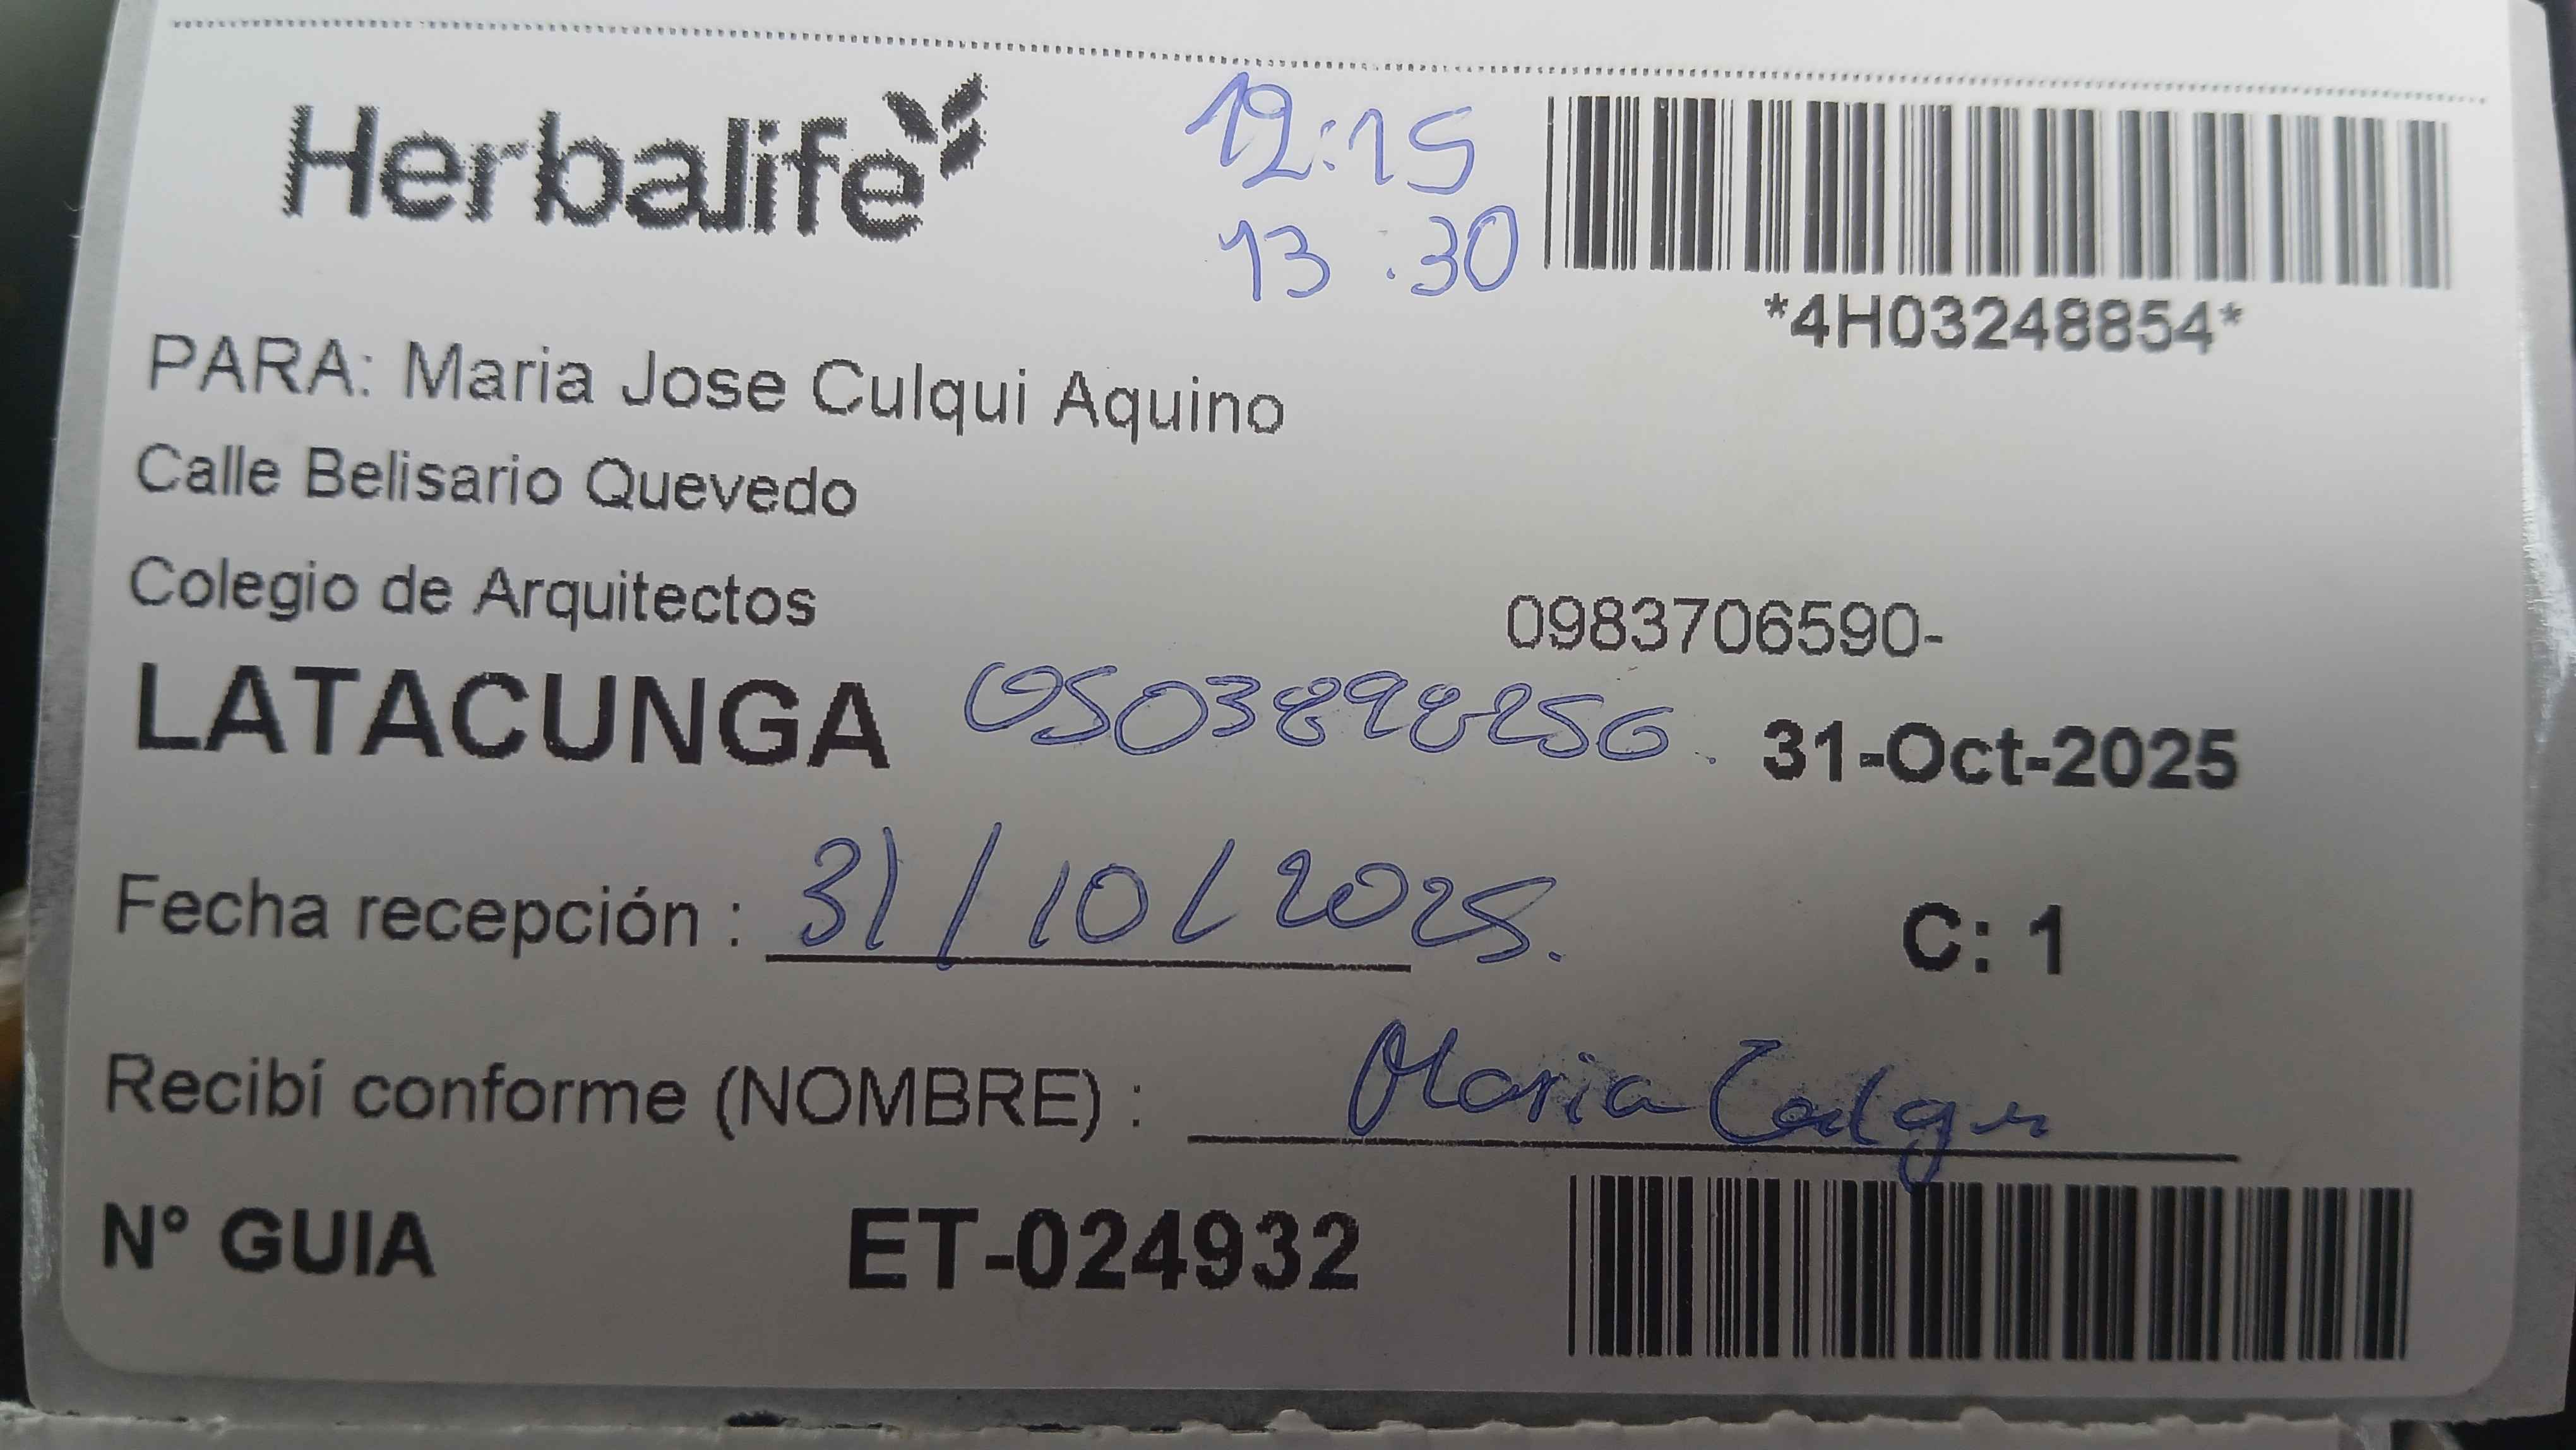 Herbalife
12:15
13:30
*4H03248854*
PARA: Maria Jose Culqui Aquino
Calle Belisario Quevedo
Colegio de Arquitectos
0983706590-
LATACUNGA 0503898256. 31-Oct-2025
Fecha recepción : 31/10/2025.
C: 1
Recibí conforme (NOMBRE) : Maria
N° GUIA ET-024932